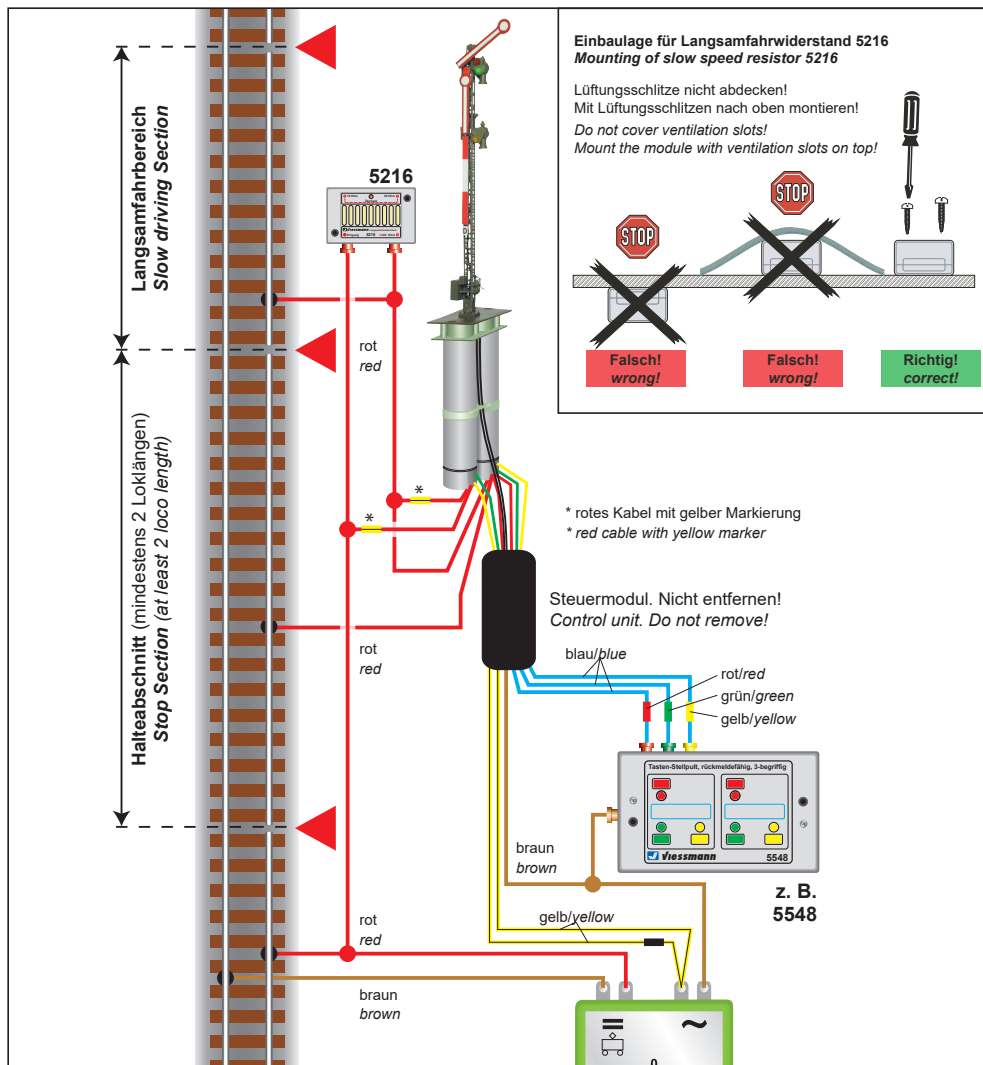 Einbaulage für Langsamfahrwiderstand 5216
Mounting of slow speed resistor 5216
Lüftungsschlitze nicht abdecken!
Mit Lüftungsschlitzen nach oben montieren!
Do not cover ventilation slots!
Mount the module with ventilation slots on top!
STOP
STOP
Falsch!
wrong!
Falsch!
wrong!
Richtig!
correct!
Langsamfahrbereich
Slow driving Section
5216
Viessmann
5216
rot
red
Halteabschnitt (mindestens 2 Loklängen)
Stop Section (at least 2 loco length)
*
*
* rotes Kabel mit gelber Markierung
* red cable with yellow marker
Steuermodul. Nicht entfernen!
Control unit. Do not remove!
rot
red
blau/blue
rot/red
grün/green
gelb/yellow
Tasten-Stellpult, rückmeldefähig, 3-begriffig
Viessmann
5548
z. B.
5548
braun
brown
gelb/yellow
rot
red
braun
brown
0